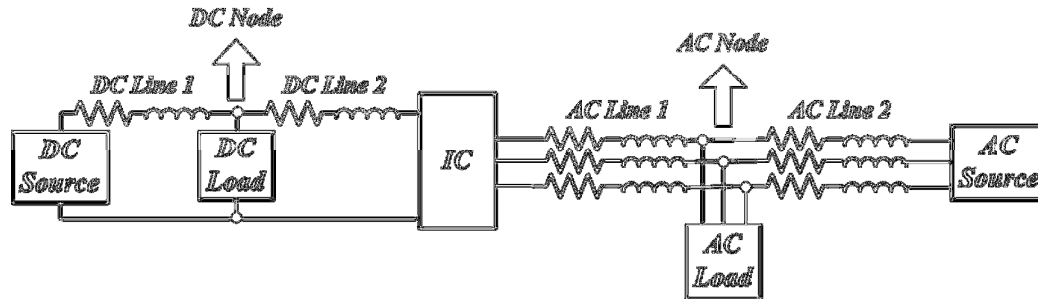 DC Node
AC Node
DC Line 1
DC Line 2
AC Line 1
AC Line 2
DC
Source
DC
Load
IC
AC
Source
AC
Load